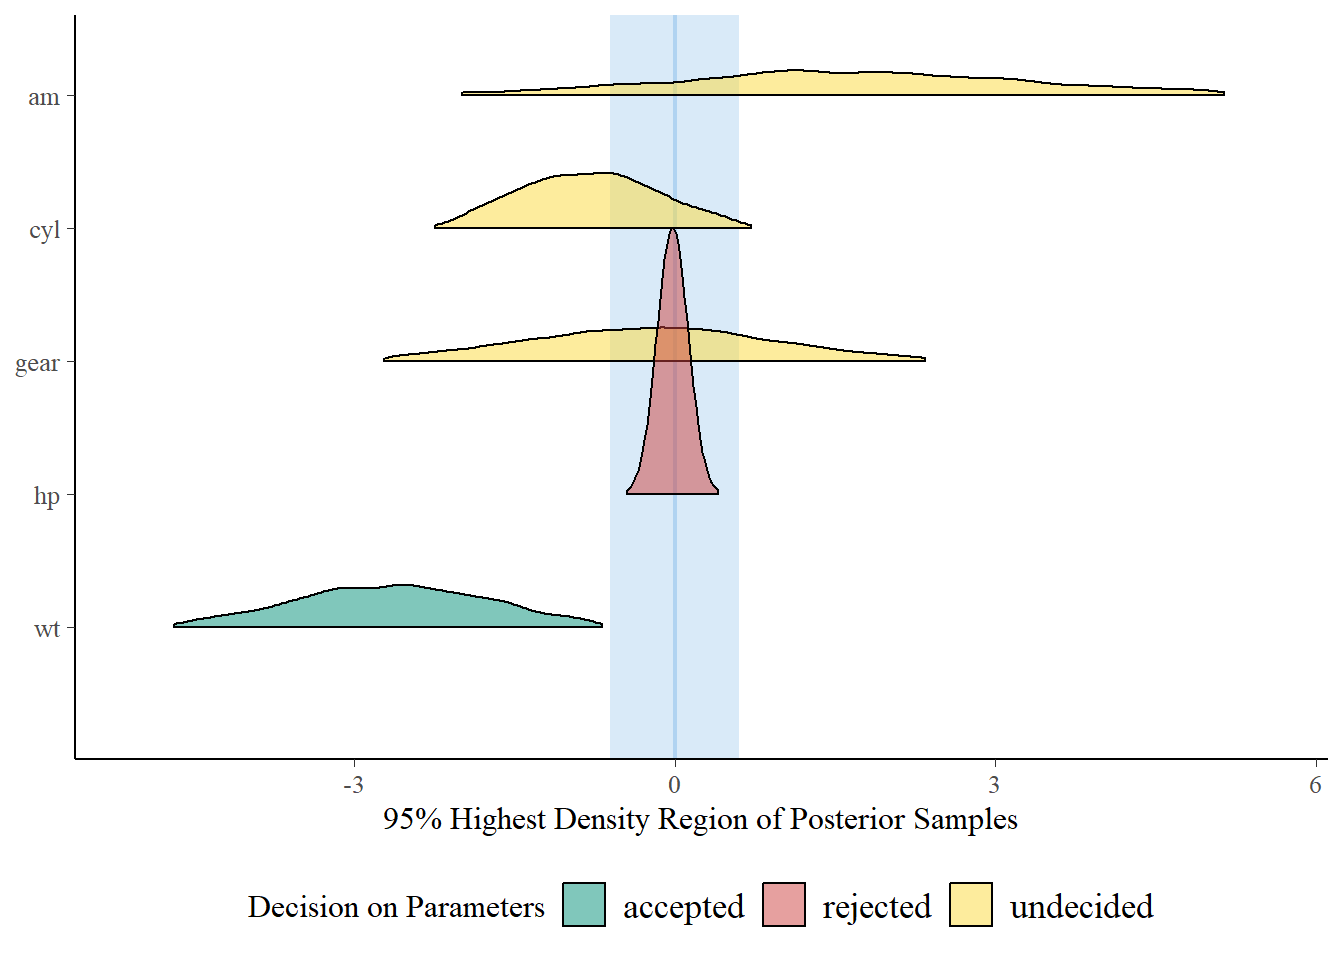 am
cyl
gear
hp
wt
-3 0 3 6
95% Highest Density Region of Posterior Samples
Decision on Parameters accepted rejected undecided